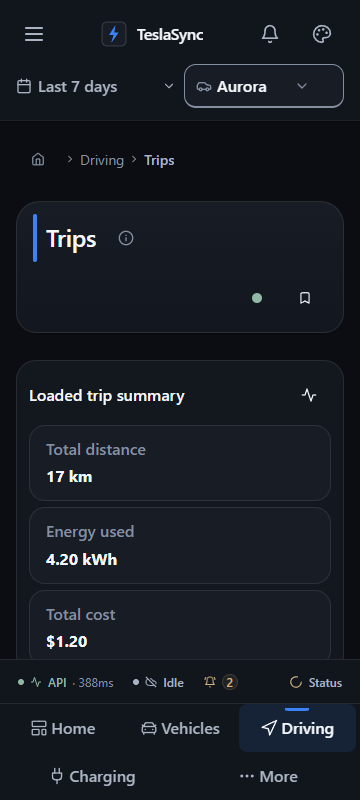 TeslaSync
Last 7 days
Aurora
Driving
Trips
Trips
Loaded trip summary
Total distance
17 km
Energy used
4.20 kWh
Total cost
$1.20
API · 388ms
Idle
2
Status
Home
Vehicles
Driving
Charging
More